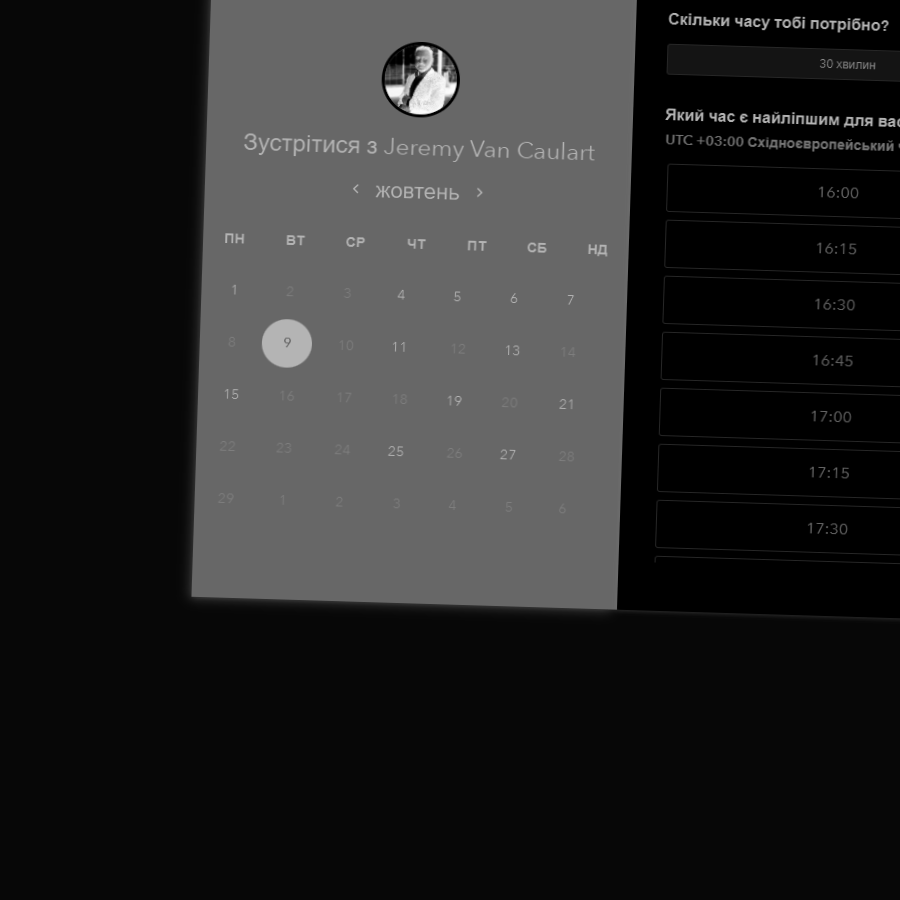 Зустрітися з Jeremy Van Caulart
жовтень
ПН ВТ СР ЧТ ПТ СБ НД
1 2 3 4 5 6 7
8 9 10 11 12 13 14
15 16 17 18 19 20 21
22 23 24 25 26 27 28
29 1 2 3 4 5 6
Скільки часу тобі потрібно?
30 хвилин
Який час є найліпшим для вас
UTC +03:00 Східноєвропейський
16:00
16:15
16:30
16:45
17:00
17:15
17:30